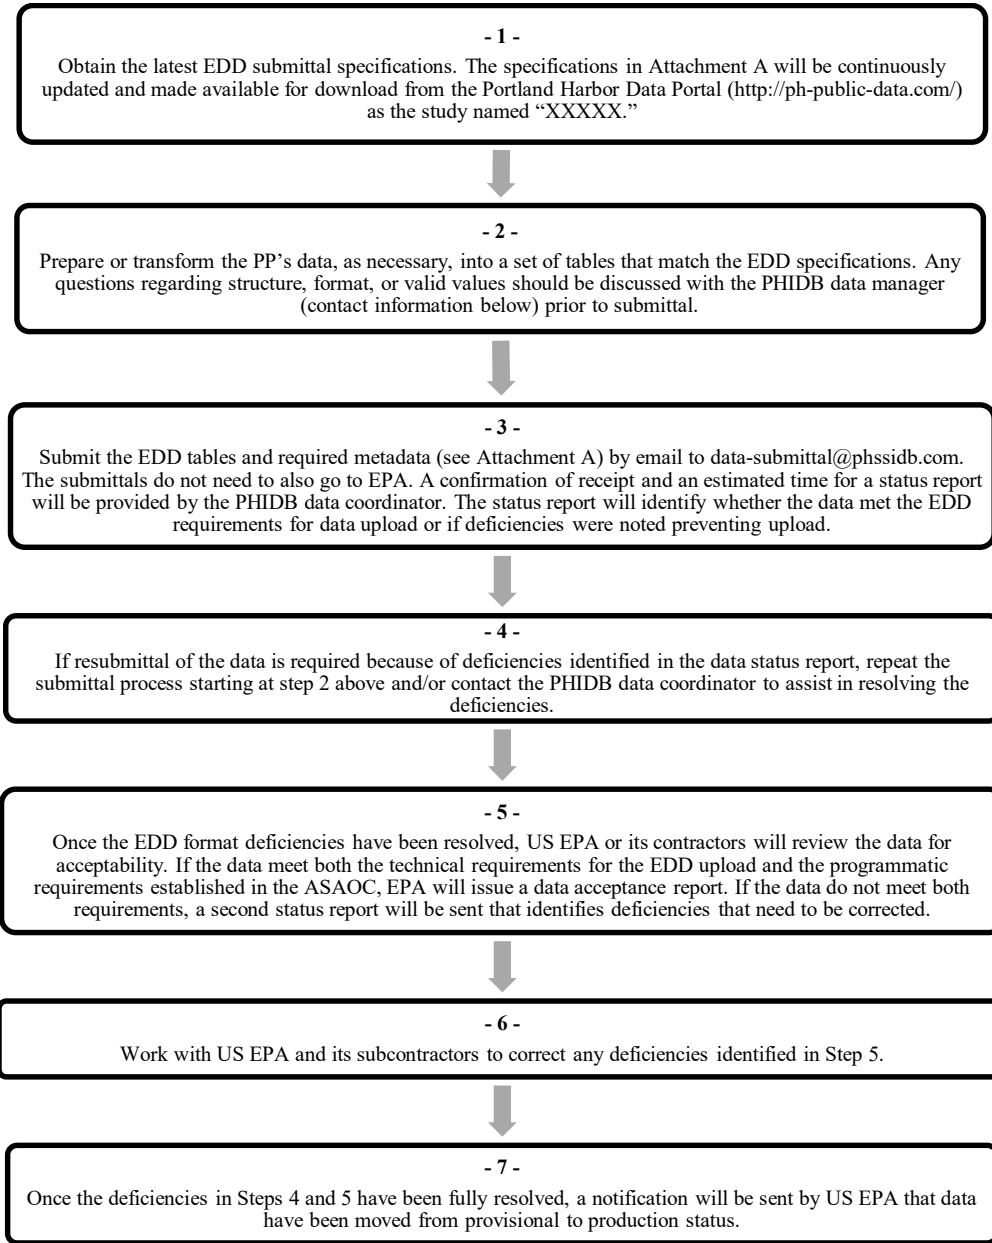 - 1 -
Obtain the latest EDD submittal specifications. The specifications in Attachment A will be continuously
updated and made available for download from the Portland Harbor Data Portal (http://ph-public-data.com/)
as the study named “XXXXX.”
- 2 -
Prepare or transform the PP’s data, as necessary, into a set of tables that match the EDD specifications. Any
questions regarding structure, format, or valid values should be discussed with the PHIDB data manager
(contact information below) prior to submittal.
- 3 -
Submit the EDD tables and required metadata (see Attachment A) by email to data-submittal@phssidb.com.
The submittals do not need to also go to EPA. A confirmation of receipt and an estimated time for a status report
will be provided by the PHIDB data coordinator. The status report will identify whether the data met the EDD
requirements for data upload or if deficiencies were noted preventing upload.
- 4 -
If resubmittal of the data is required because of deficiencies identified in the data status report, repeat the
submittal process starting at step 2 above and/or contact the PHIDB data coordinator to assist in resolving the
deficiencies.
- 5 -
Once the EDD format deficiencies have been resolved, US EPA or its contractors will review the data for
acceptability. If the data meet both the technical requirements for the EDD upload and the programmatic
requirements established in the ASAOC, EPA will issue a data acceptance report. If the data do not meet both
requirements, a second status report will be sent that identifies deficiencies that need to be corrected.
- 6 -
Work with US EPA and its subcontractors to correct any deficiencies identified in Step 5.
- 7 -
Once the deficiencies in Steps 4 and 5 have been fully resolved, a notification will be sent by US EPA that data
have been moved from provisional to production status.